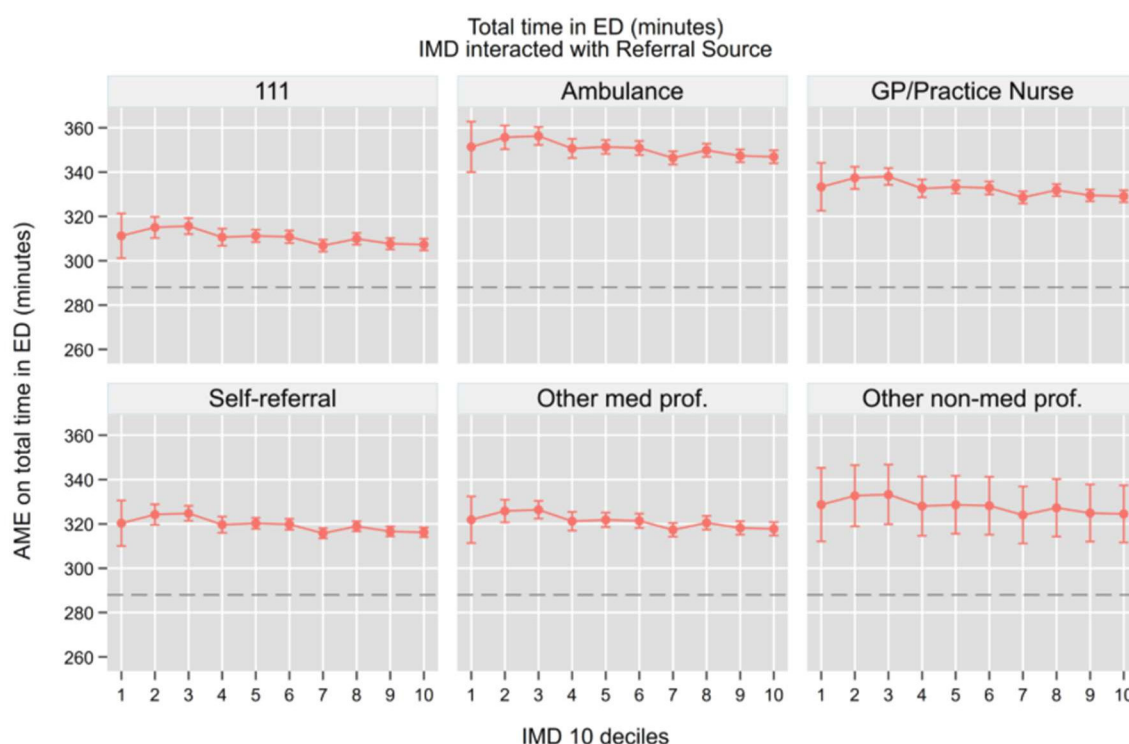 Total time in ED (minutes)
IMD interacted with Referral Source
111
Ambulance
GP/Practice Nurse
360
340
320
300
280
260
Self-referral
Other med prof.
Other non-med prof.
360
340
320
300
280
260
AME on total time in ED (minutes)
1 2 3 4 5 6 7 8 9 10
1 2 3 4 5 6 7 8 9 10
1 2 3 4 5 6 7 8 9 10
IMD 10 deciles